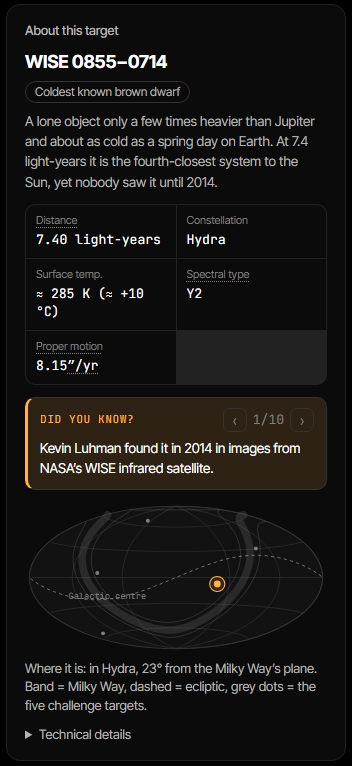 About this target
WISE 0855−0714
Coldest known brown dwarf
A lone object only a few times heavier than Jupiter
and about as cold as a spring day on Earth. At 7.4
light-years it is the fourth-closest system to the
Sun, yet nobody saw it until 2014.
Distance
7.40 light-years
Constellation
Hydra
Surface temp.
≈ 285 K (≈ +10
°C)
Spectral type
Y2
Proper motion
8.15″/yr
DID YOU KNOW?
‹ 1/10 ›
Kevin Luhman found it in 2014 in images from
NASA’s WISE infrared satellite.
Galactic centre
Where it is: in Hydra, 23° from the Milky Way’s plane.
Band = Milky Way, dashed = ecliptic, grey dots = the
five challenge targets.
▶ Technical details